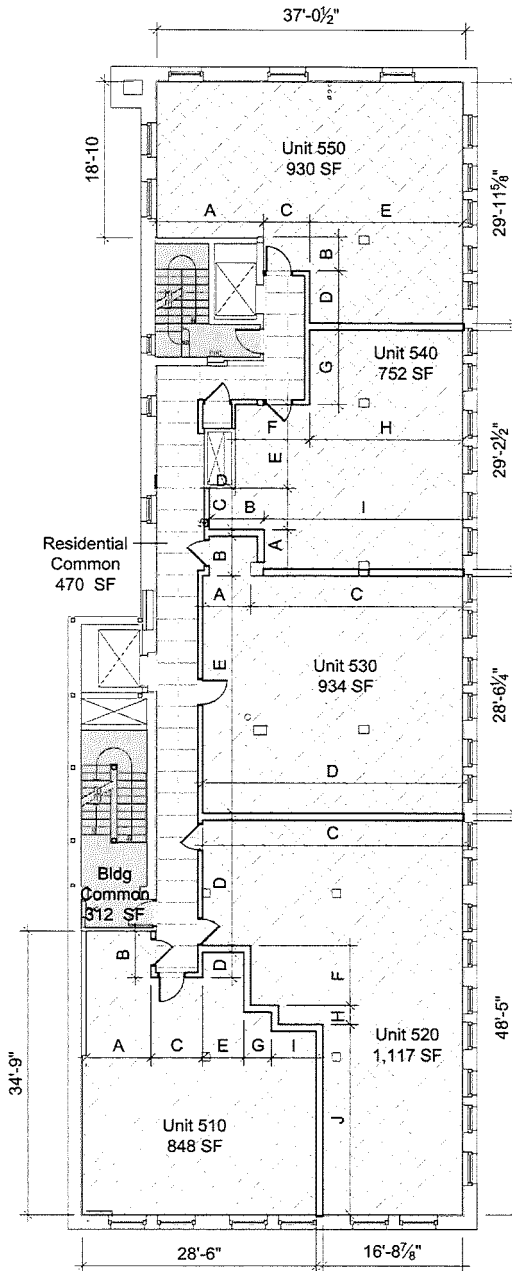 37'-0½"
18'-10
Unit 550
930 SF
29'-11⅝"
A
C
E
B
D
Unit 540
752 SF
G
F
H
E
29'-2½"
D
C
B
I
A
Residential
Common
470 SF
B
A
C
E
Unit 530
934 SF
28'-6¼"
D
C
Bldg
Common
312 SF
D
B
D
F
H
A
C
E
G
I
Unit 520
1,117 SF
48'-5"
34'-9"
J
Unit 510
848 SF
28'-6"
16'-8⅞"